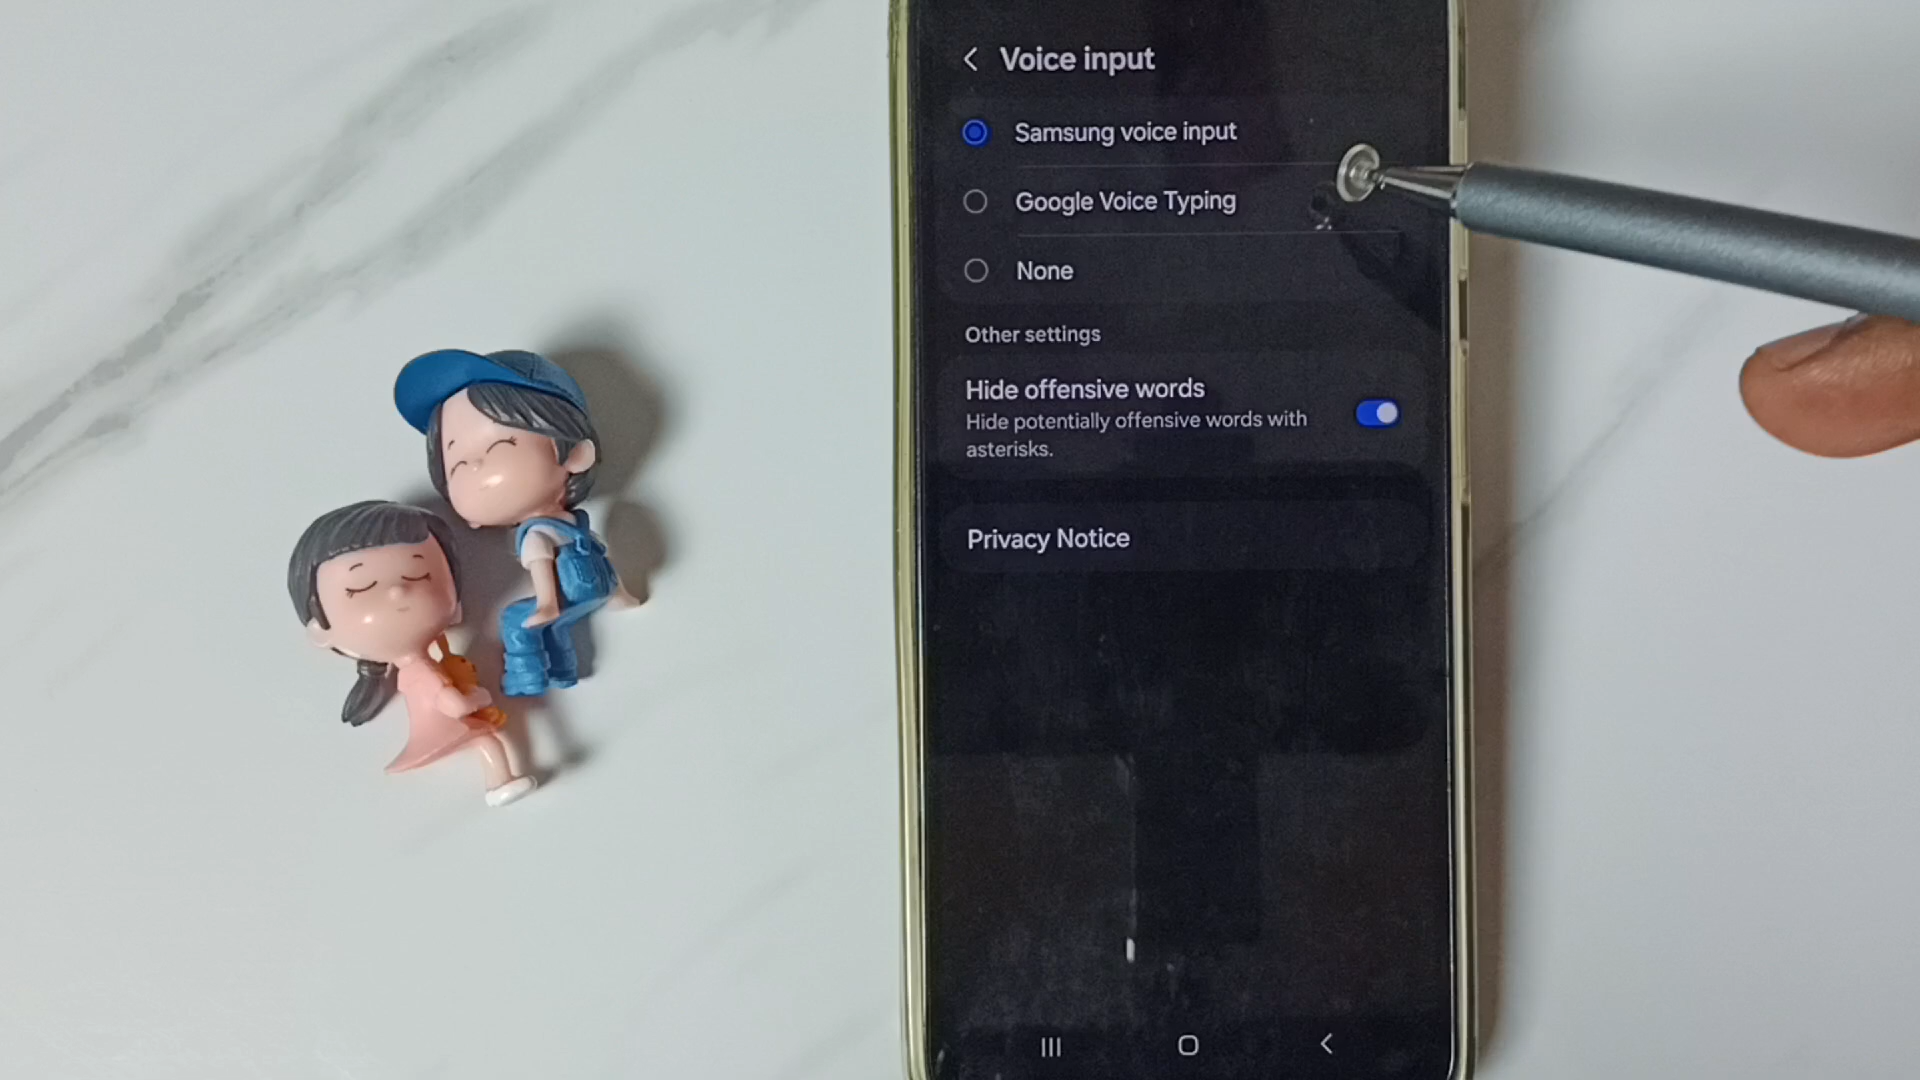 Voice input
Samsung voice input
Google Voice Typing
None
Other settings
Hide offensive words
Hide potentially offensive words with
asterisks.
Privacy Notice